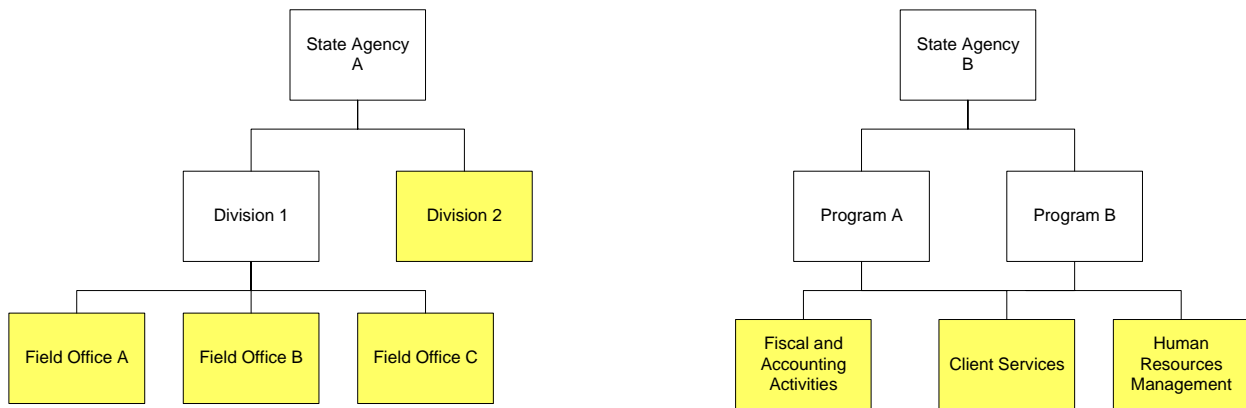 State Agency
A
State Agency
B
Division 1
Division 2
Program A
Program B
Field Office A
Field Office B
Field Office C
Fiscal and
Accounting
Activities
Client Services
Human
Resources
Management